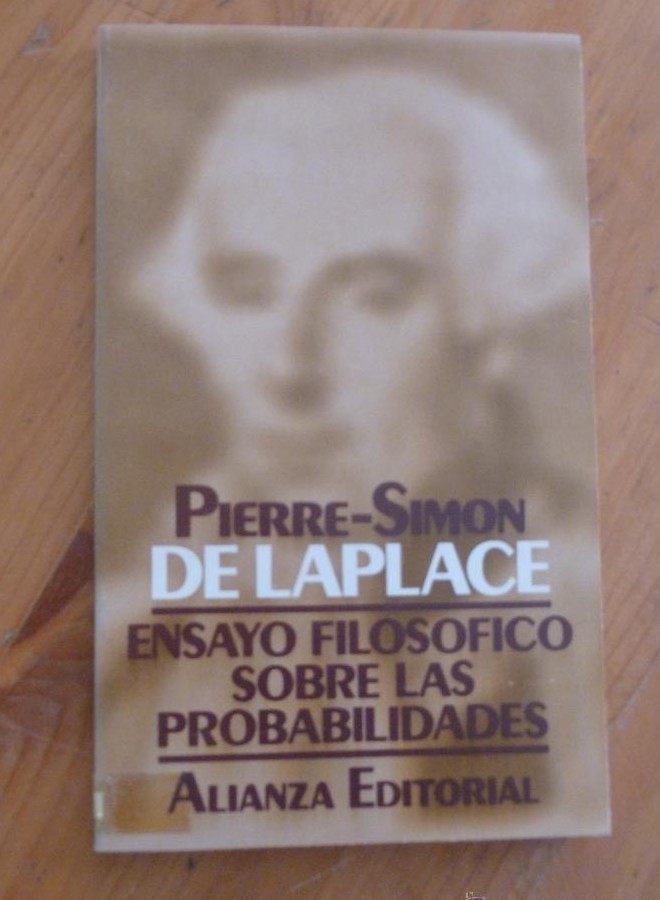 PIERRE-SIMON
DE LAPLACE
ENSAYO FILOSOFICO
SOBRE LAS
PROBABILIDADES
ALIANZA EDITORIAL